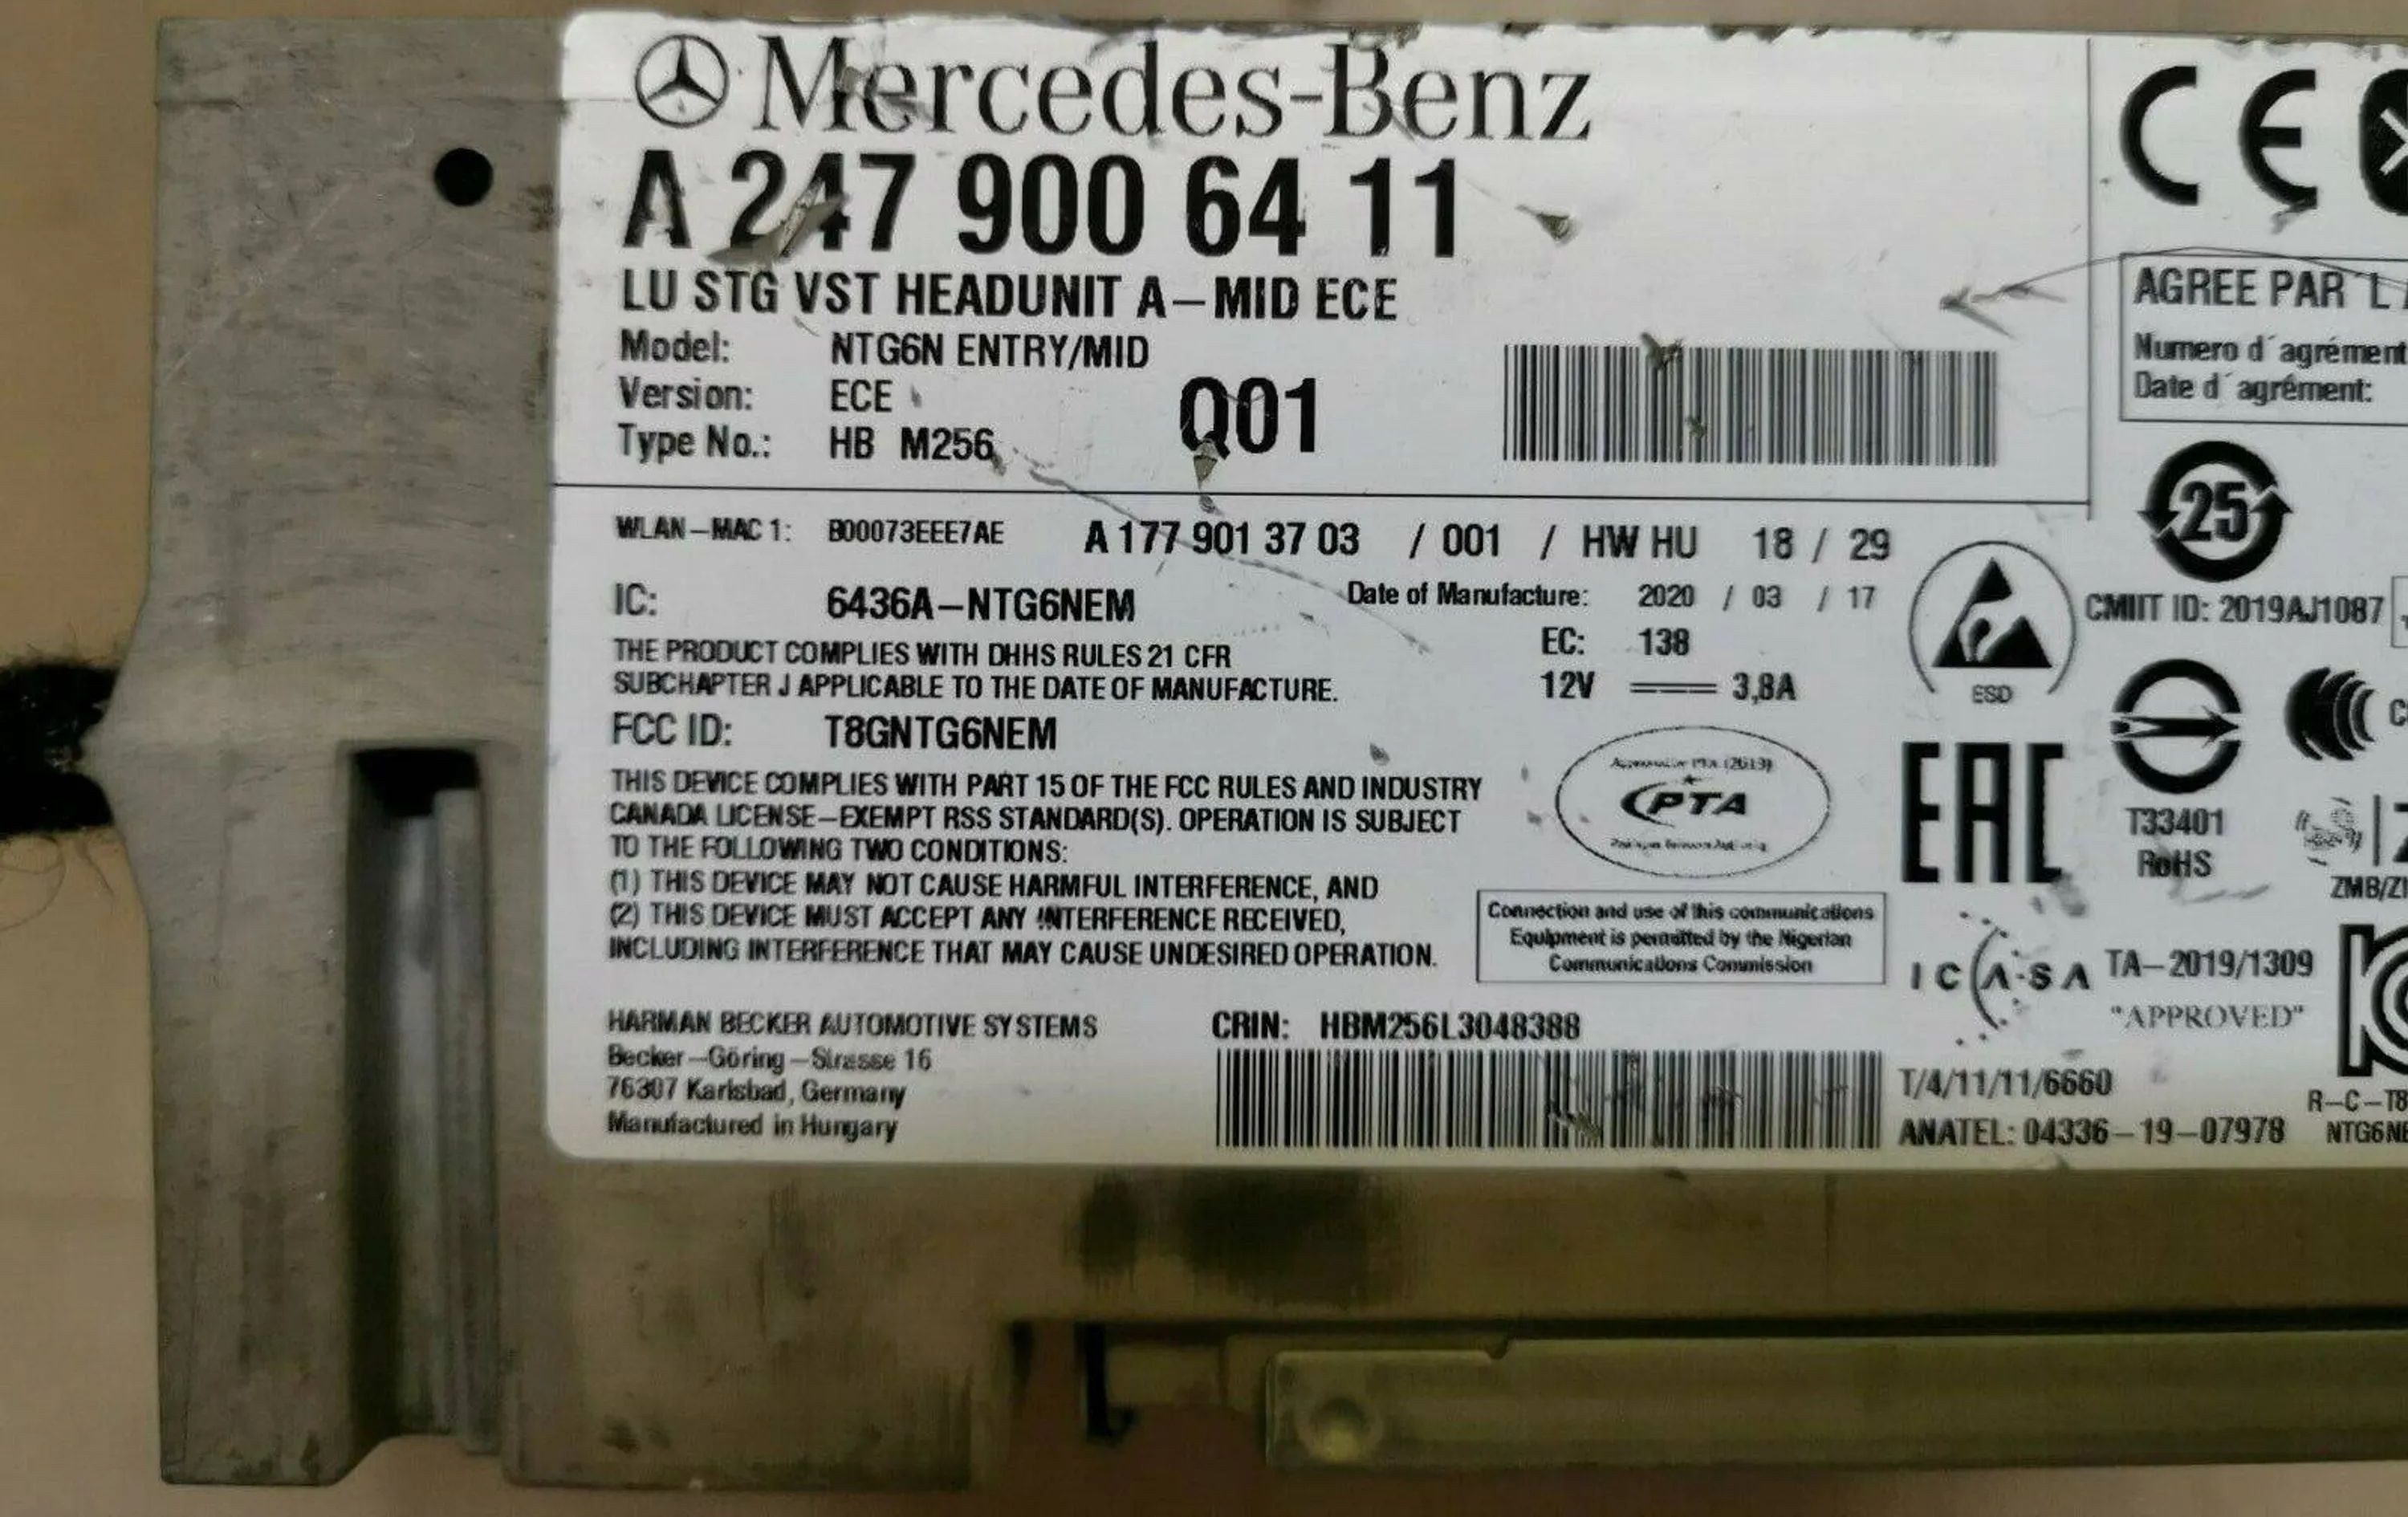 Mercedes-Benz
A 247 900 64 11
LU STG VST HEADUNIT A-MID ECE
Model: NTG6N ENTRY/MID
Version: ECE
Type No.: HB M256
Q01
WLAN-MAC 1: B00073EEE7AE
A 177 901 37 03 / 001 / HW HU 18 / 29
IC: 6436A-NTG6NEM
Date of Manufacture: 2020 / 03 / 17
EC: 138
12V 3,8A
THE PRODUCT COMPLIES WITH DHHS RULES 21 CFR
SUBCHAPTER J APPLICABLE TO THE DATE OF MANUFACTURE.
FCC ID: T8GNTG6NEM
THIS DEVICE COMPLIES WITH PART 15 OF THE FCC RULES AND INDUSTRY
CANADA LICENSE-EXEMPT RSS STANDARD(S). OPERATION IS SUBJECT
TO THE FOLLOWING TWO CONDITIONS:
(1) THIS DEVICE MAY NOT CAUSE HARMFUL INTERFERENCE, AND
(2) THIS DEVICE MUST ACCEPT ANY INTERFERENCE RECEIVED,
INCLUDING INTERFERENCE THAT MAY CAUSE UNDESIRED OPERATION.
HARMAN BECKER AUTOMOTIVE SYSTEMS
Becker-Göring-Strasse 16
76307 Karlsbad, Germany
Manufactured in Hungary
PTA
Connection and use of this communications
Equipment is permitted by the Nigerian
Communications Commission
CRIN: HBM256L3048388
CE
AGREE PAR L
Numero d´agrément
Date d´agrément:
25
CMIIT ID: 2019AJ1087
ESD
EAC
T33401
RoHS
ICASA
TA-2019/1309
"APPROVED"
T/4/11/11/6660
ANATEL: 04336-19-07978